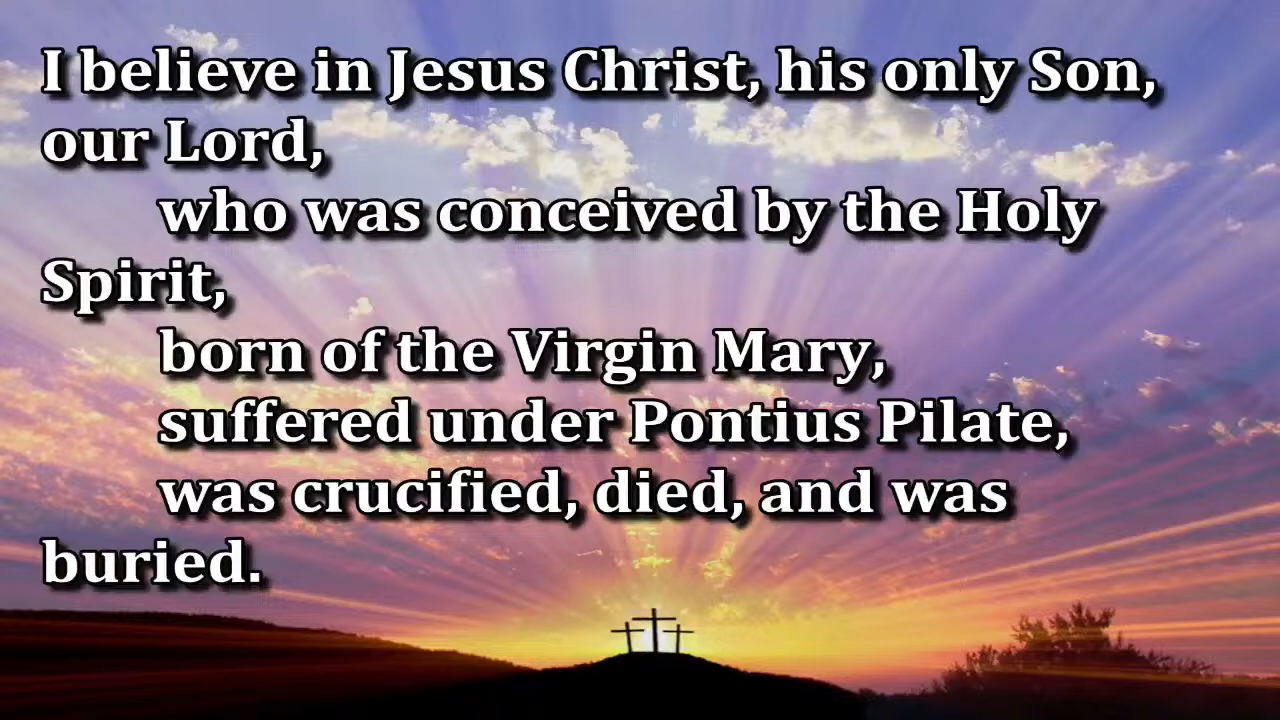 I believe in Jesus Christ, his only Son,
our Lord,
who was conceived by the Holy
Spirit,
born of the Virgin Mary,
suffered under Pontius Pilate,
was crucified, died, and was
buried.